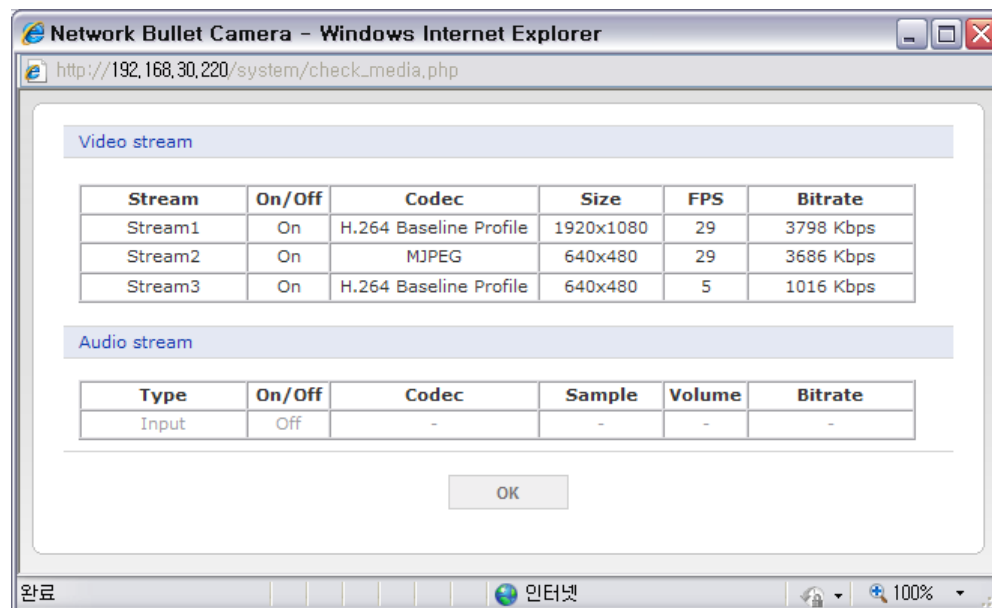 Network Bullet Camera - Windows Internet Explorer
http://192.168.30.220/system/check_media.php
Video stream
Stream On/Off Codec Size FPS Bitrate
Stream1 On H.264 Baseline Profile 1920x1080 29 3798 Kbps
Stream2 On MJPEG 640x480 29 3686 Kbps
Stream3 On H.264 Baseline Profile 640x480 5 1016 Kbps
Audio stream
Type On/Off Codec Sample Volume Bitrate
Input Off - - - -
OK
완료 인터넷 100%